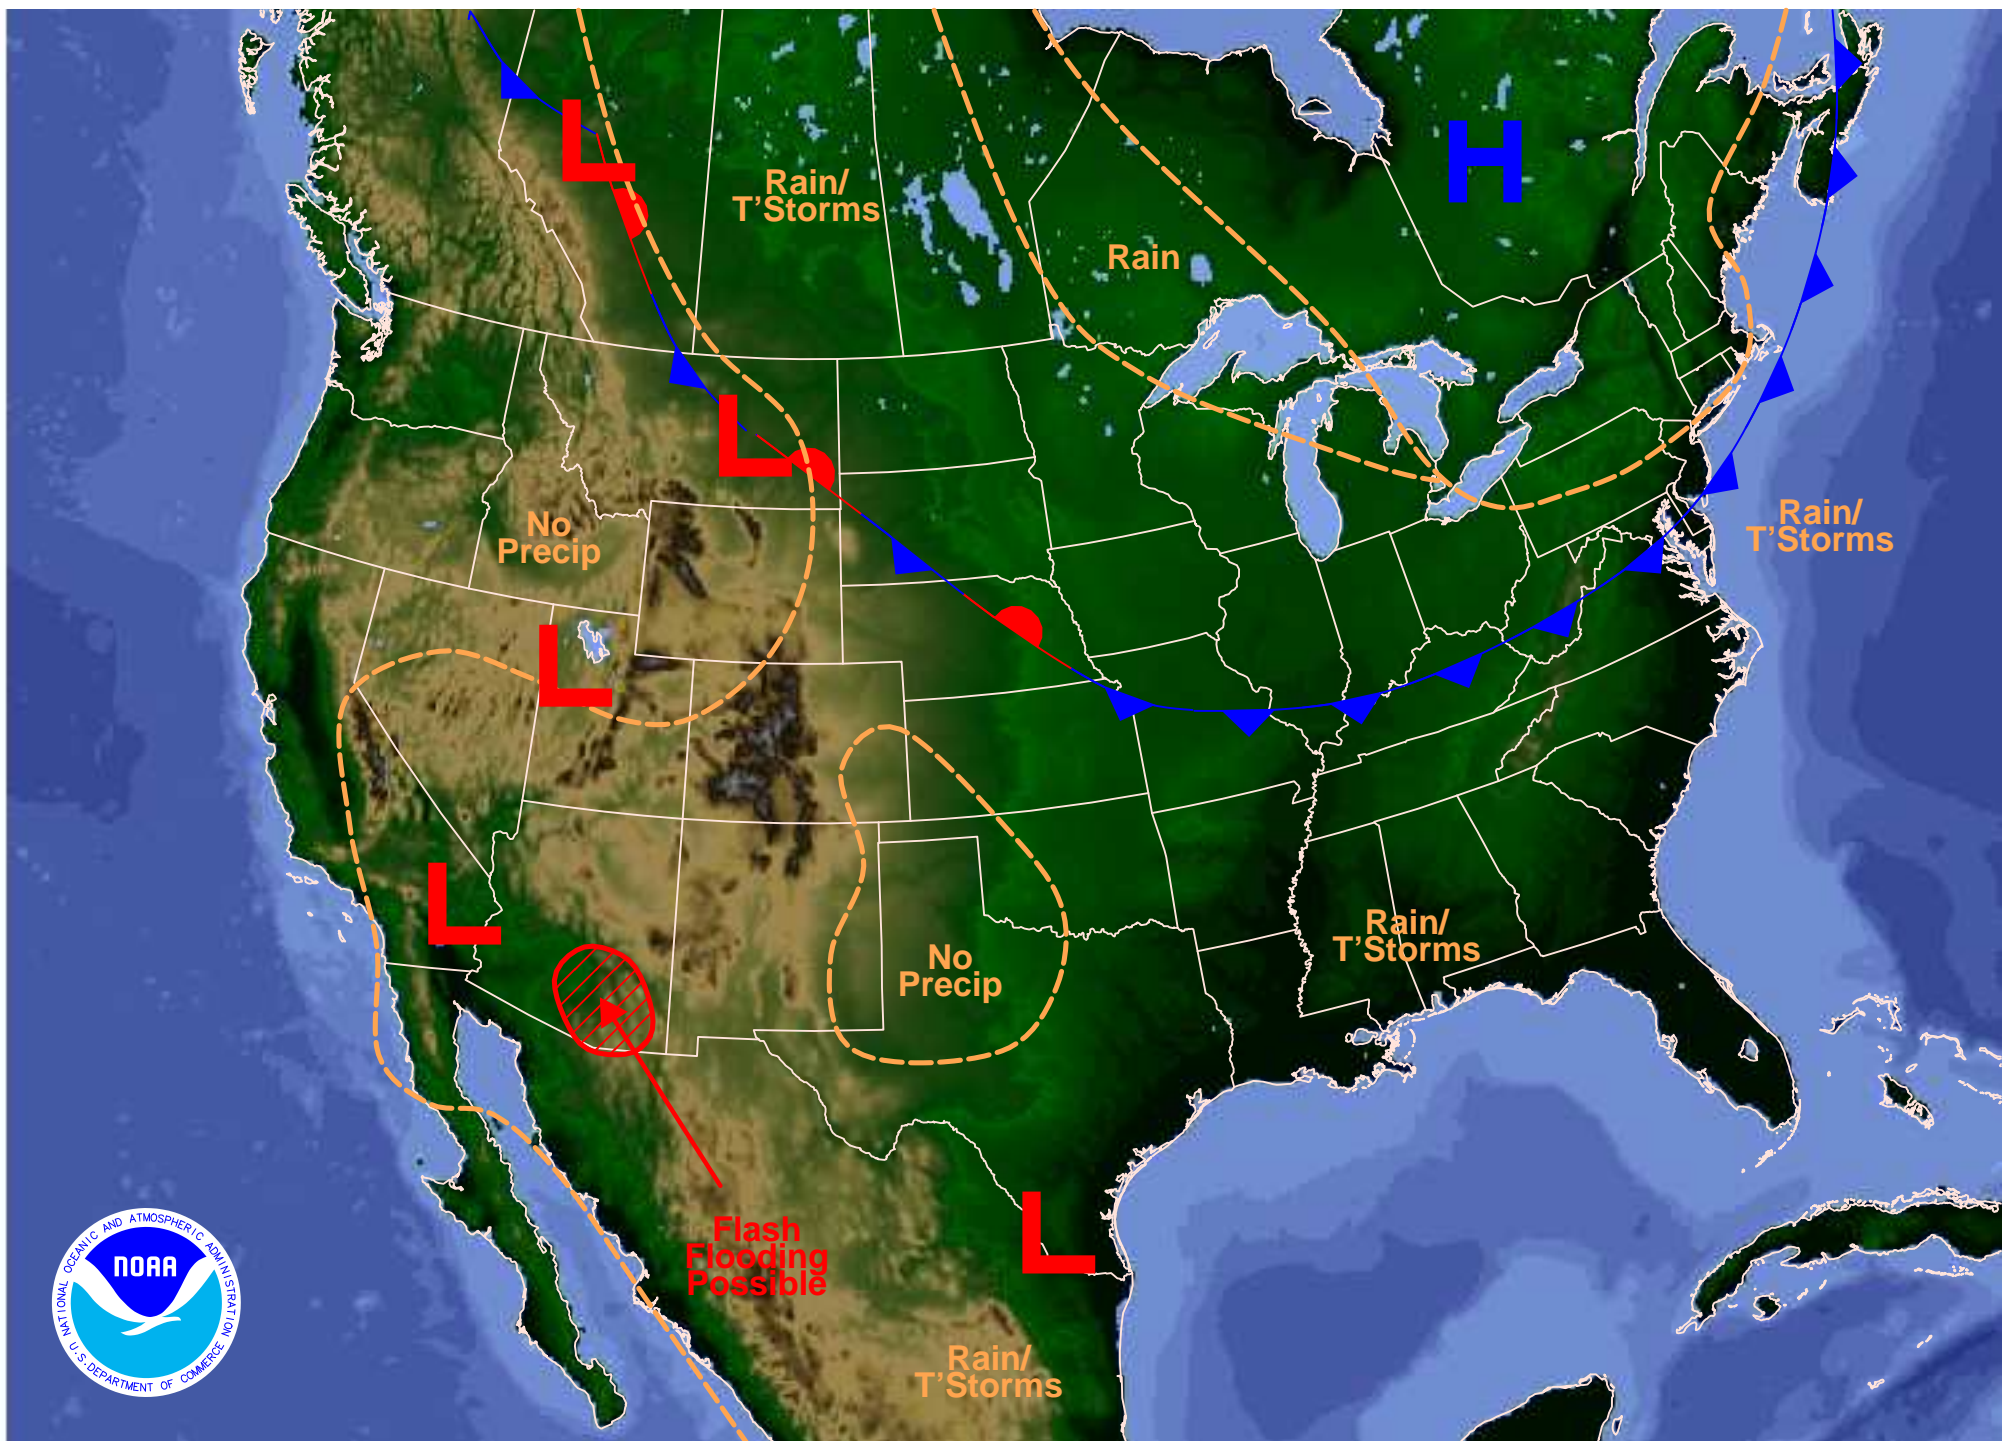 H
L
Rain/
T'Storms
Rain
L
Rain/
T'Storms
No
Precip
L
L
Rain/
T'Storms
No
Precip
L
Flash
Flooding
Possible
Rain/
T'Storms
NATIONAL OCEANIC AND ATMOSPHERIC ADMINISTRATION
NOAA
U.S. DEPARTMENT OF COMMERCE